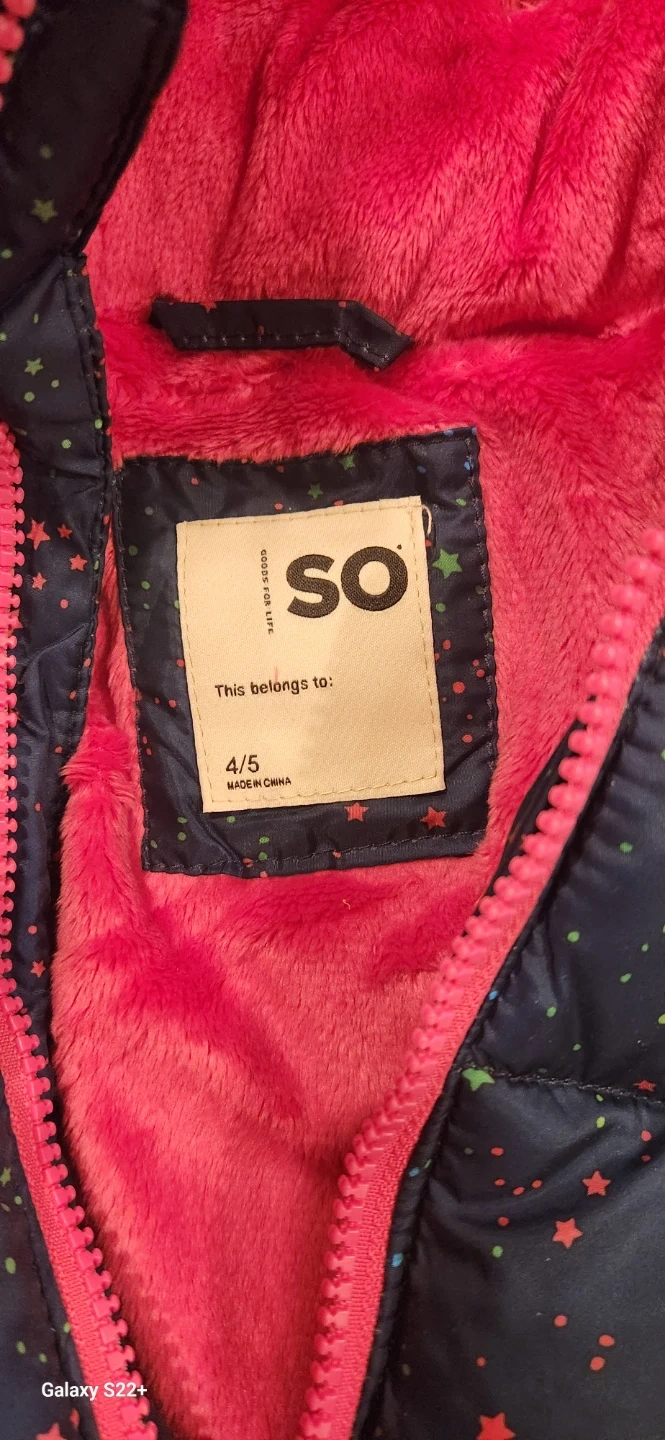 GOODS FOR LIFE
SO
This belongs to:
4/5
MADE IN CHINA
Galaxy S22+